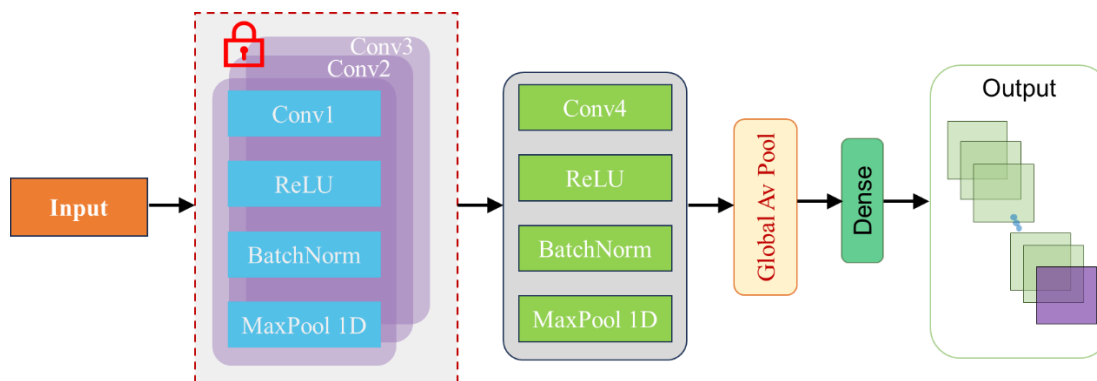 Input
Conv3
Conv2
Conv1
ReLU
BatchNorm
MaxPool 1D
Conv4
ReLU
BatchNorm
MaxPool 1D
Global Av Pool
Dense
Output